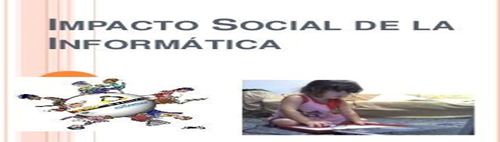 IMPACTO SOCIAL DE LA
INFORMÁTICA